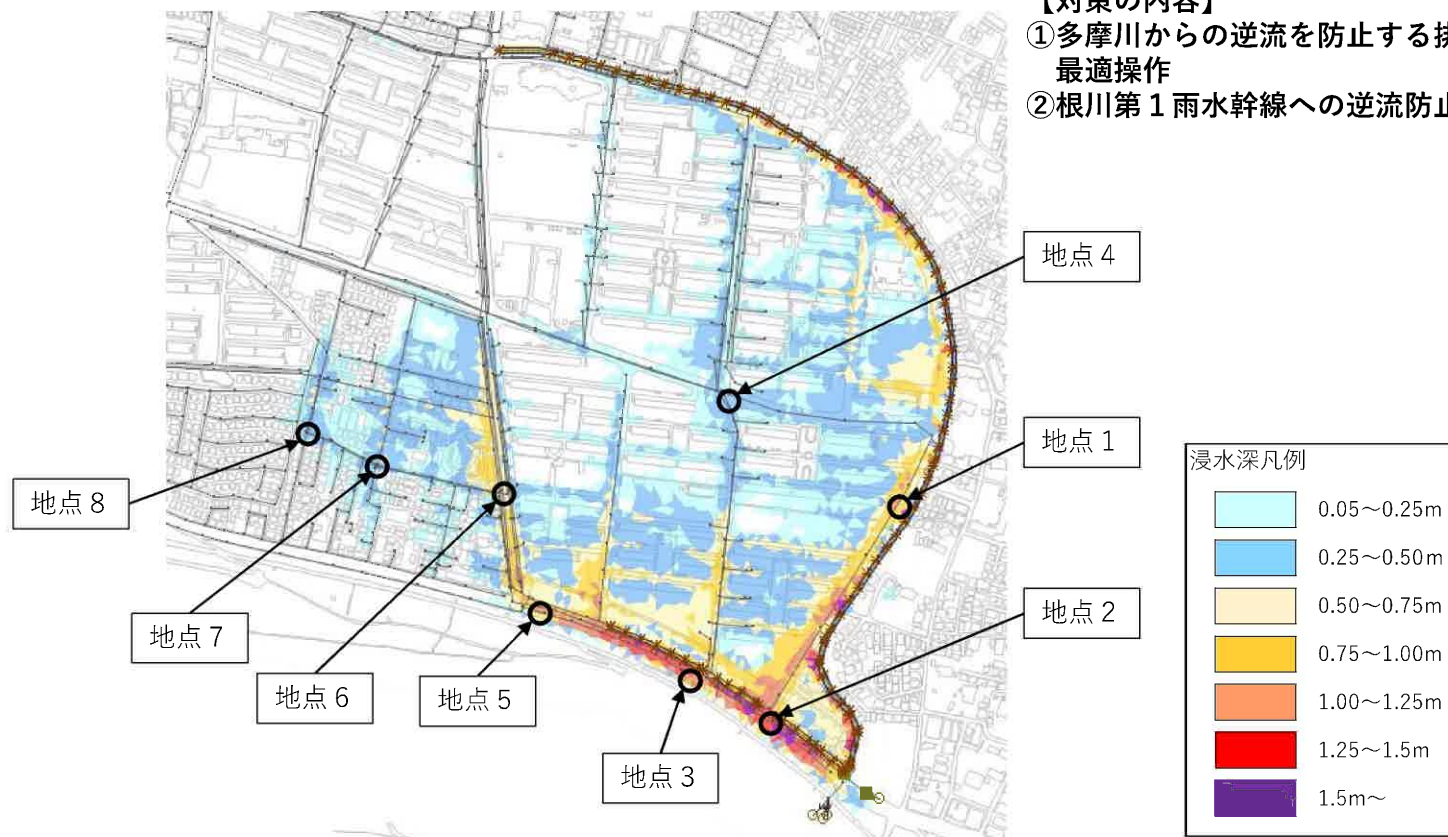 【対策の内容】
①多摩川からの逆流を防止する
最適操作
②根川第１雨水幹線への逆流防止
地点４
地点１
地点８
地点２
地点７
地点６
地点５
地点３
浸水深凡例
0.05～0.25m
0.25～0.50m
0.50～0.75m
0.75～1.00m
1.00～1.25m
1.25～1.5m
1.5m～